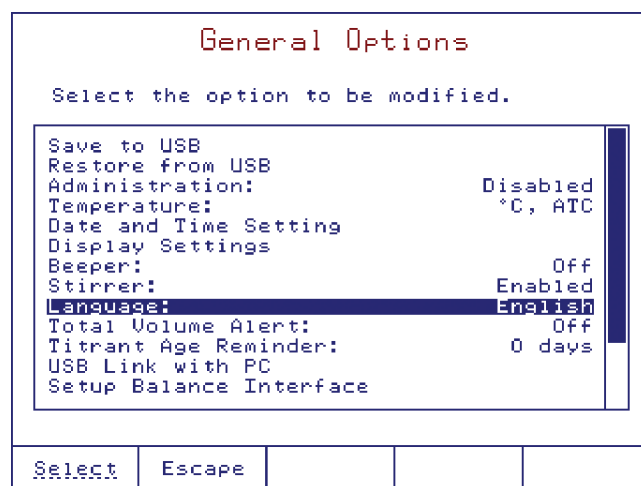 General Options
Select the option to be modified.
Save to USB
Restore from USB
Administration: Disabled
Temperature: °C, ATC
Date and Time Setting
Display Settings
Beeper: Off
Stirrer: Enabled
Language: English
Total Volume Alert: Off
Titrant Age Reminder: 0 days
USB Link with PC
Setup Balance Interface
Select Escape